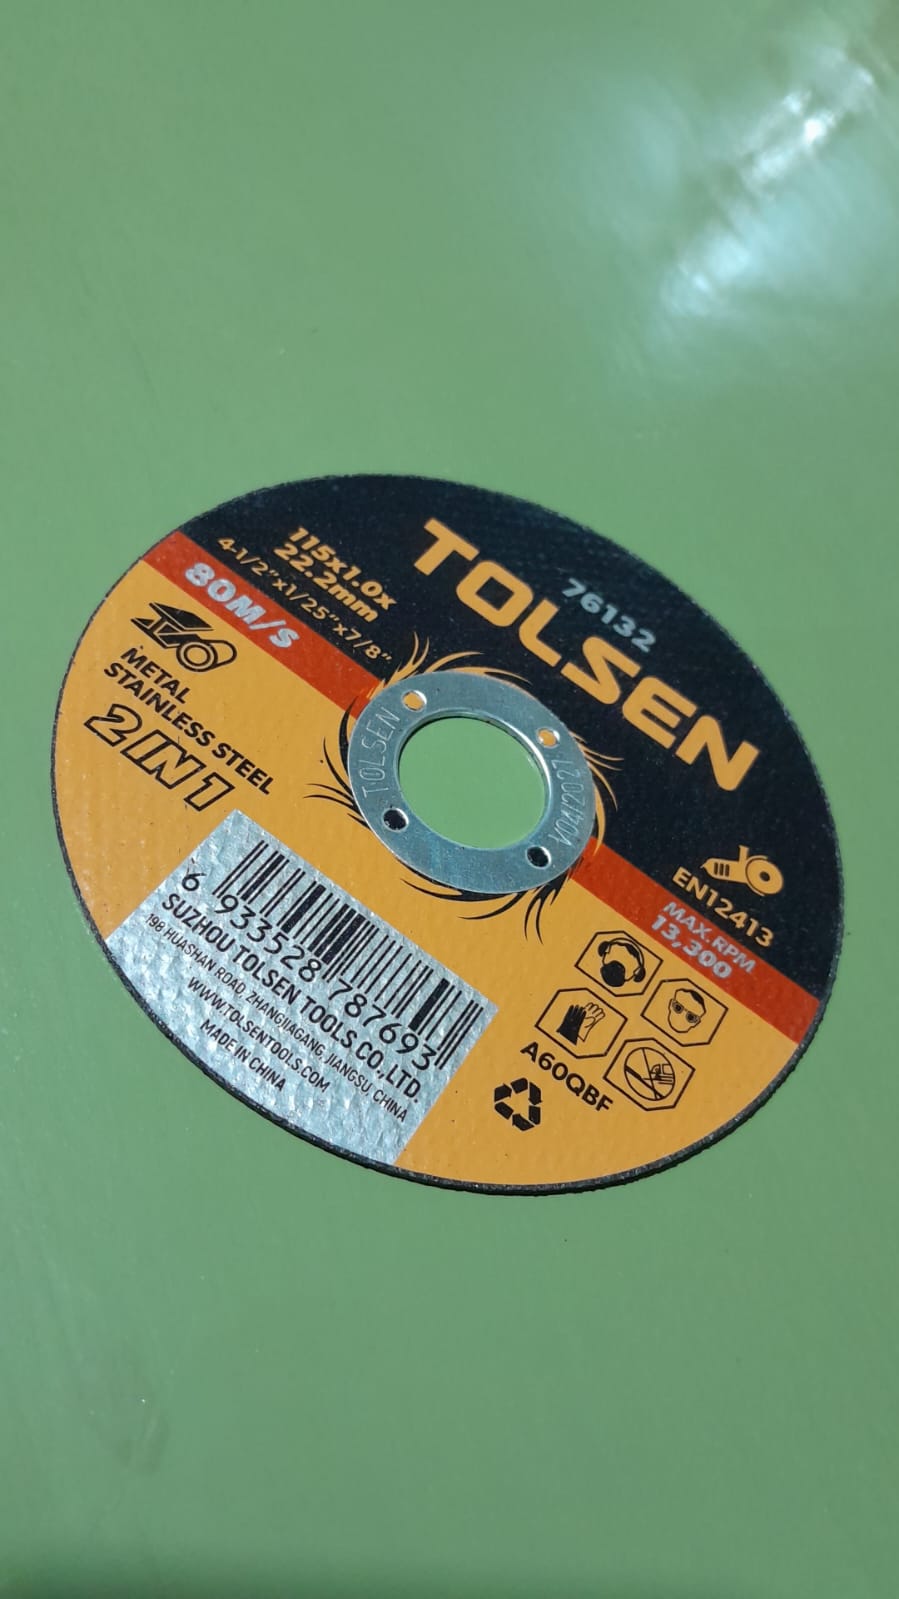 TOLSEN
76132
115x1.0x
22.2mm
4-1/2"x1/25"x7/8"
80M/S
METAL
STAINLESS STEEL
2 IN 1
TOLSEN
V04/2027
EN12413
MAX.RPM
13,300
A60QBF
6 933528 787693
SUZHOU TOLSEN TOOLS CO.,LTD.
198 HUASHAN ROAD, ZHANGJIAGANG, JIANGSU, CHINA
WWW.TOLSENTOOLS.COM
MADE IN CHINA